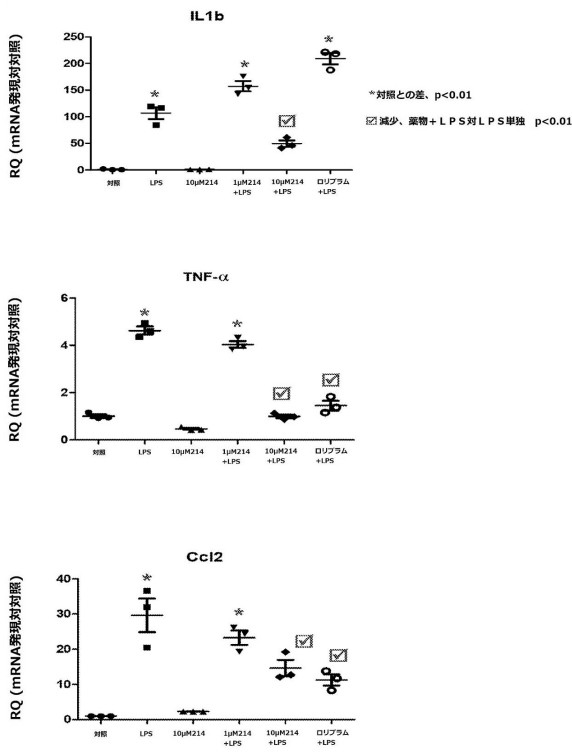 IL1b
RQ (mRNA発現対対照)
250
200
150
100
50
0
*
*
*
対照
LPS
10μM214
1μM214
+LPS
10μM214
+LPS
ロリプラム
+LPS
*対照との差、p<0.01
減少、薬物+LPS対LPS単独 p<0.01
TNF-α
RQ (mRNA発現対対照)
6
4
2
0
*
*
対照
LPS
10μM214
1μM214
+LPS
10μM214
+LPS
ロリプラム
+LPS
Ccl2
RQ (mRNA発現対対照)
40
30
20
10
0
*
*
対照
LPS
10μM214
1μM214
+LPS
10μM214
+LPS
ロリプラム
+LPS